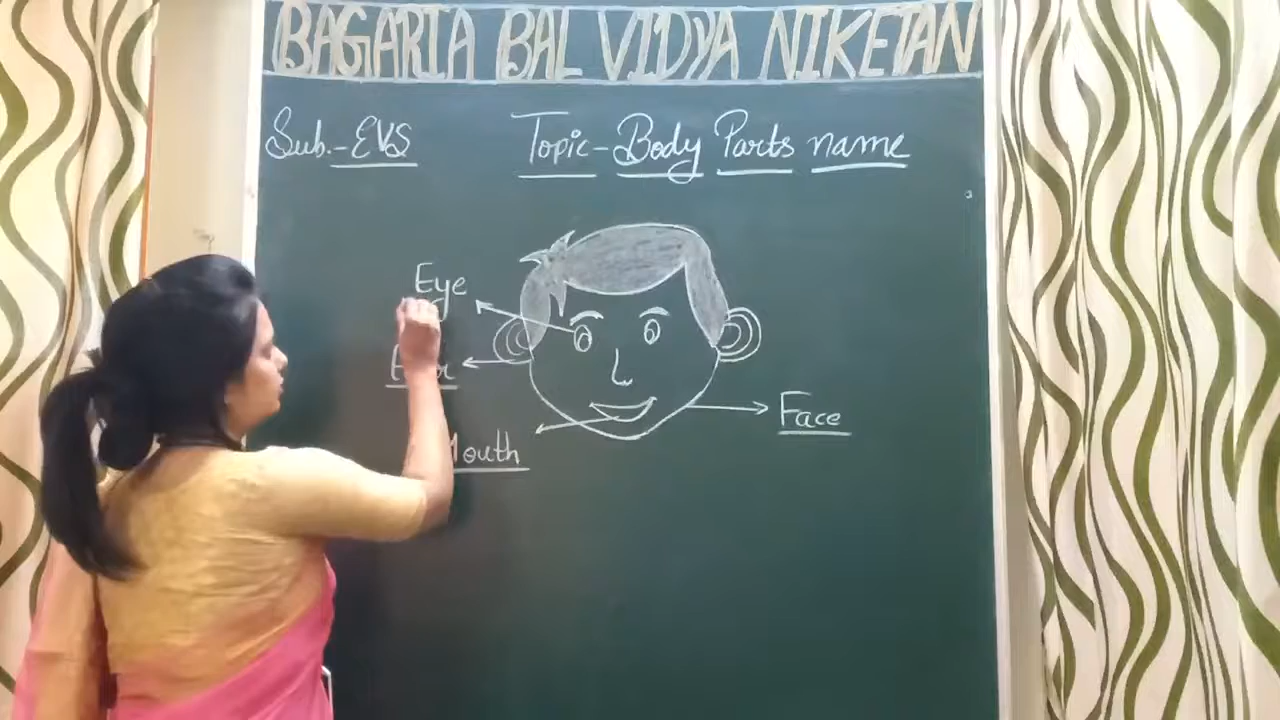 BAGARIA BAL VIDYA NIKETAN
Sub.-EVS
Topic-Body Parts name
Eye
Face
Mouth